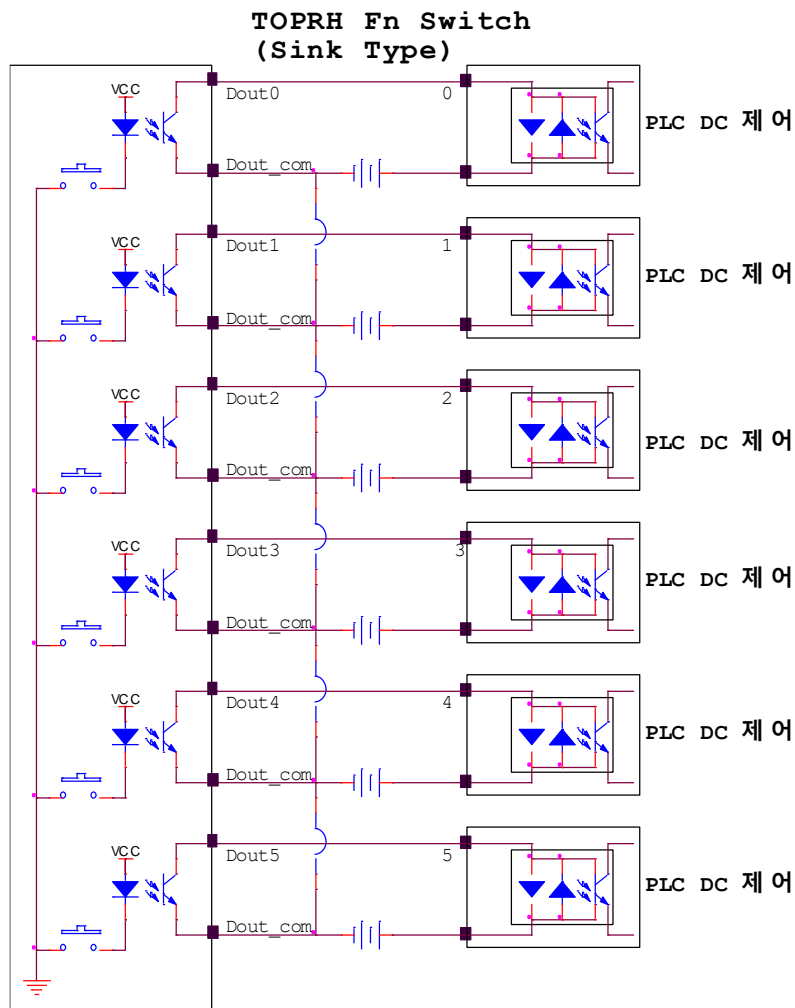 TOPRH Fn Switch
(Sink Type)
VCC
Dout0
0
PLC DC 제어
Dout_com
VCC
Dout1
1
PLC DC 제어
Dout_com
VCC
Dout2
2
PLC DC 제어
Dout_com
VCC
Dout3
3
PLC DC 제어
Dout_com
VCC
Dout4
4
PLC DC 제어
Dout_com
VCC
Dout5
5
PLC DC 제어
Dout_com